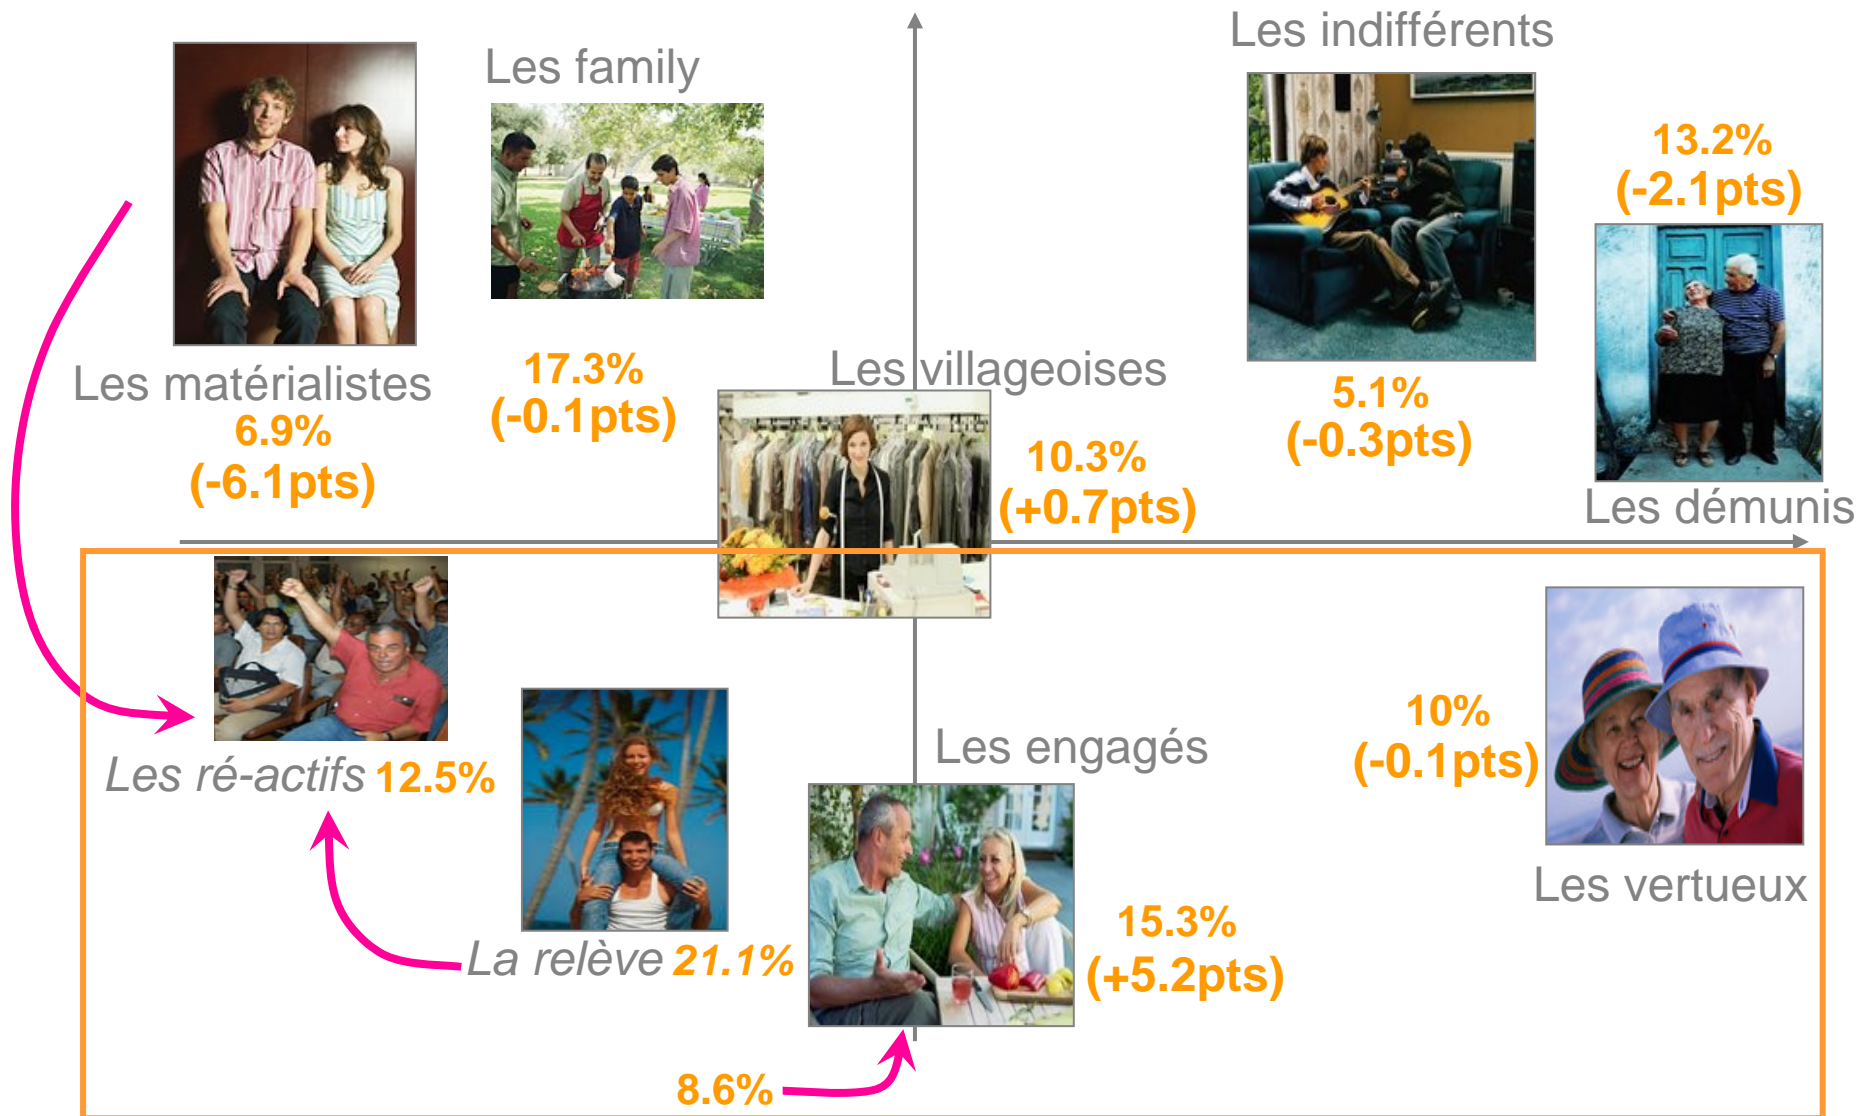 Les indifférents
Les family
13.2%
(-2.1pts)
Les matérialistes
6.9%
(-6.1pts)
17.3%
(-0.1pts)
Les villageoises
10.3%
(+0.7pts)
5.1%
(-0.3pts)
Les démunis
Les ré-actifs 12.5%
La relève 21.1%
Les engagés
15.3%
(+5.2pts)
10%
(-0.1pts)
Les vertueux
8.6%